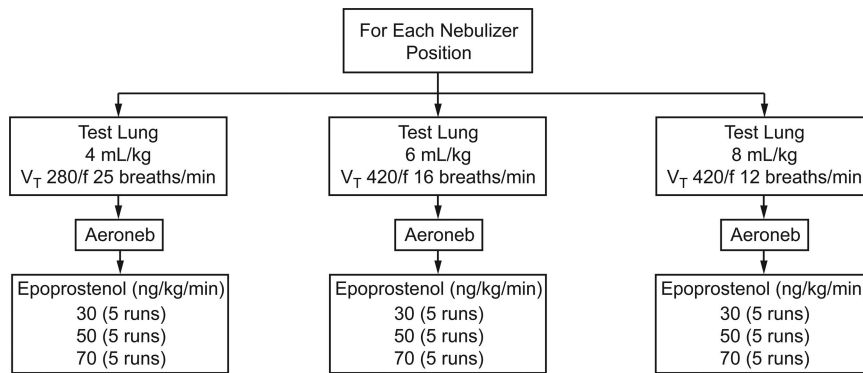 For Each Nebulizer
Position
Test Lung
4 mL/kg
VT 280/f 25 breaths/min
Aeroneb
Epoprostenol (ng/kg/min)
30 (5 runs)
50 (5 runs)
70 (5 runs)
Test Lung
6 mL/kg
VT 420/f 16 breaths/min
Aeroneb
Epoprostenol (ng/kg/min)
30 (5 runs)
50 (5 runs)
70 (5 runs)
Test Lung
8 mL/kg
VT 420/f 12 breaths/min
Aeroneb
Epoprostenol (ng/kg/min)
30 (5 runs)
50 (5 runs)
70 (5 runs)